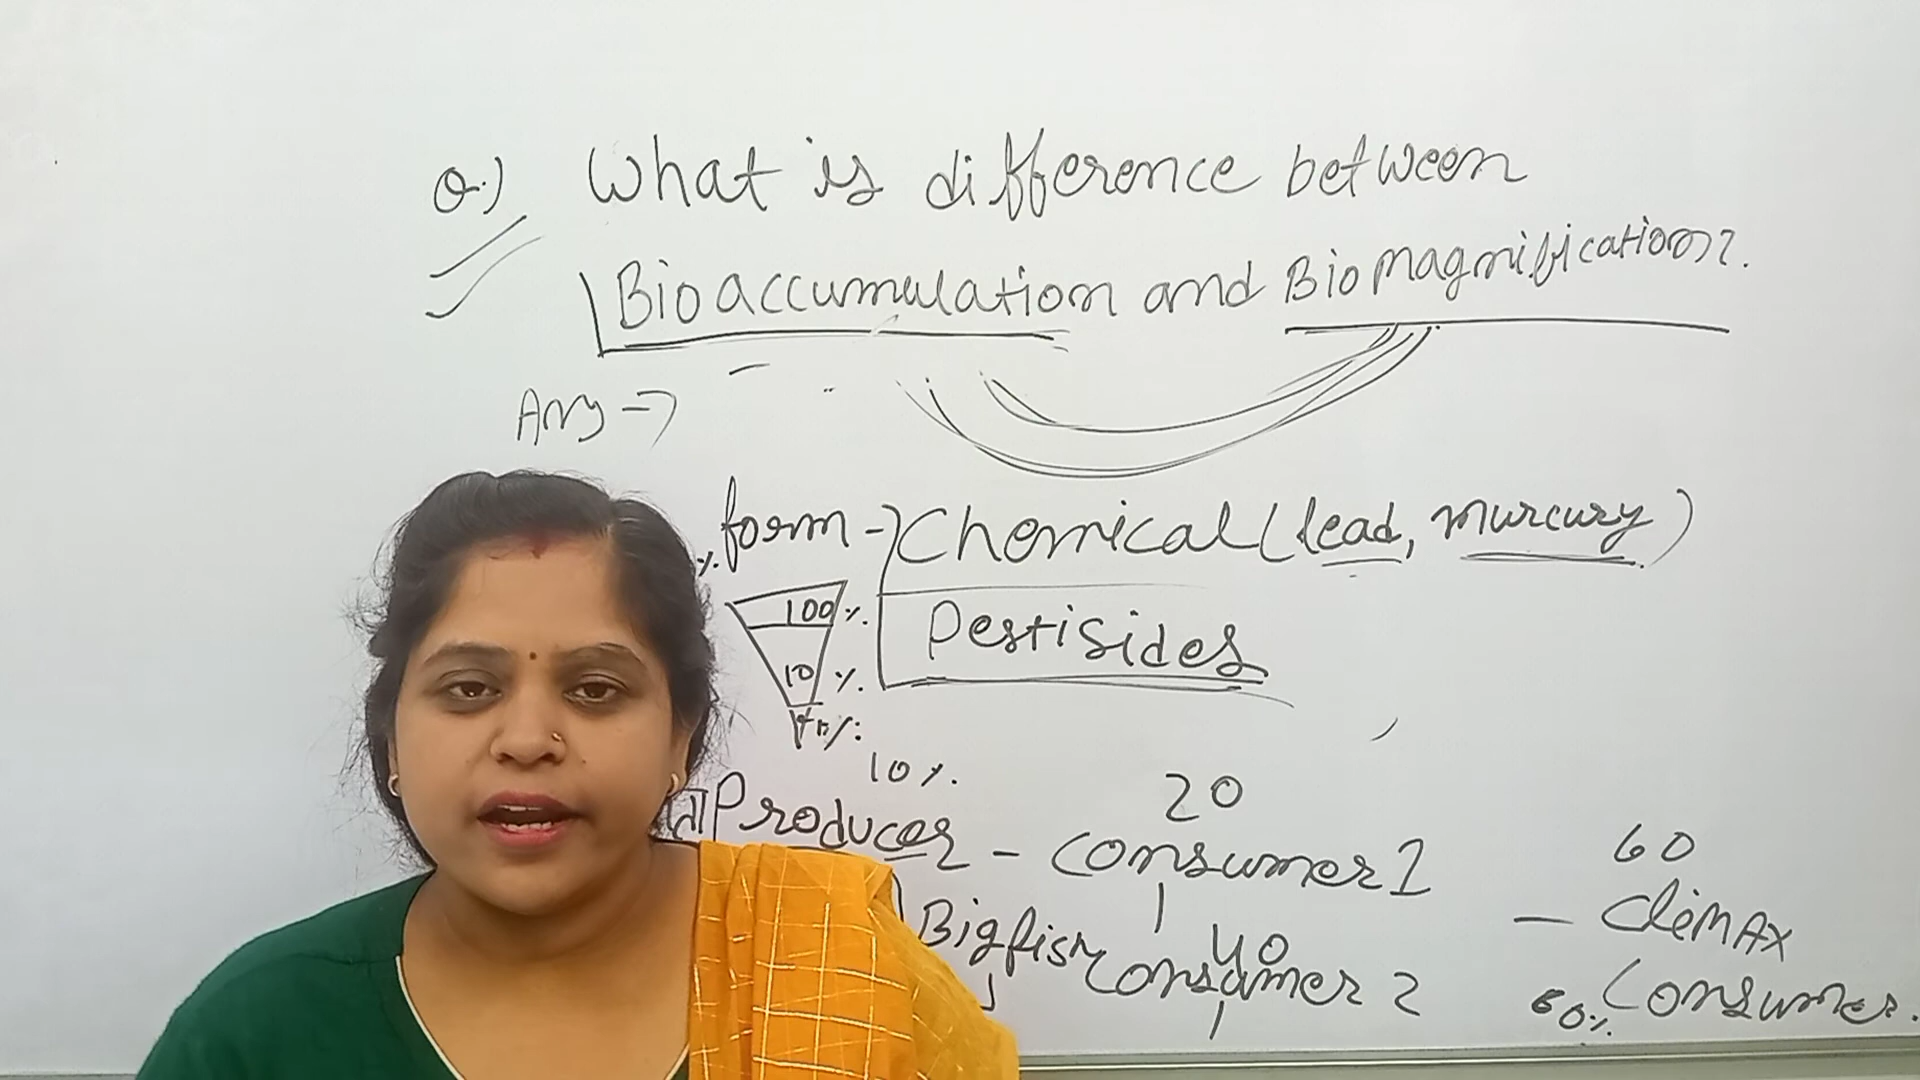 Q.) What is difference between
Bioaccumulation and Biomagnification?
Ans →
form → Chemical (lead, murcury)
100 %.
Pestisides
10 %.
10 %.
20
Producer - Consumer 1
60
Bigfish
40
- Climax
Consumer 2
60% Consumer.